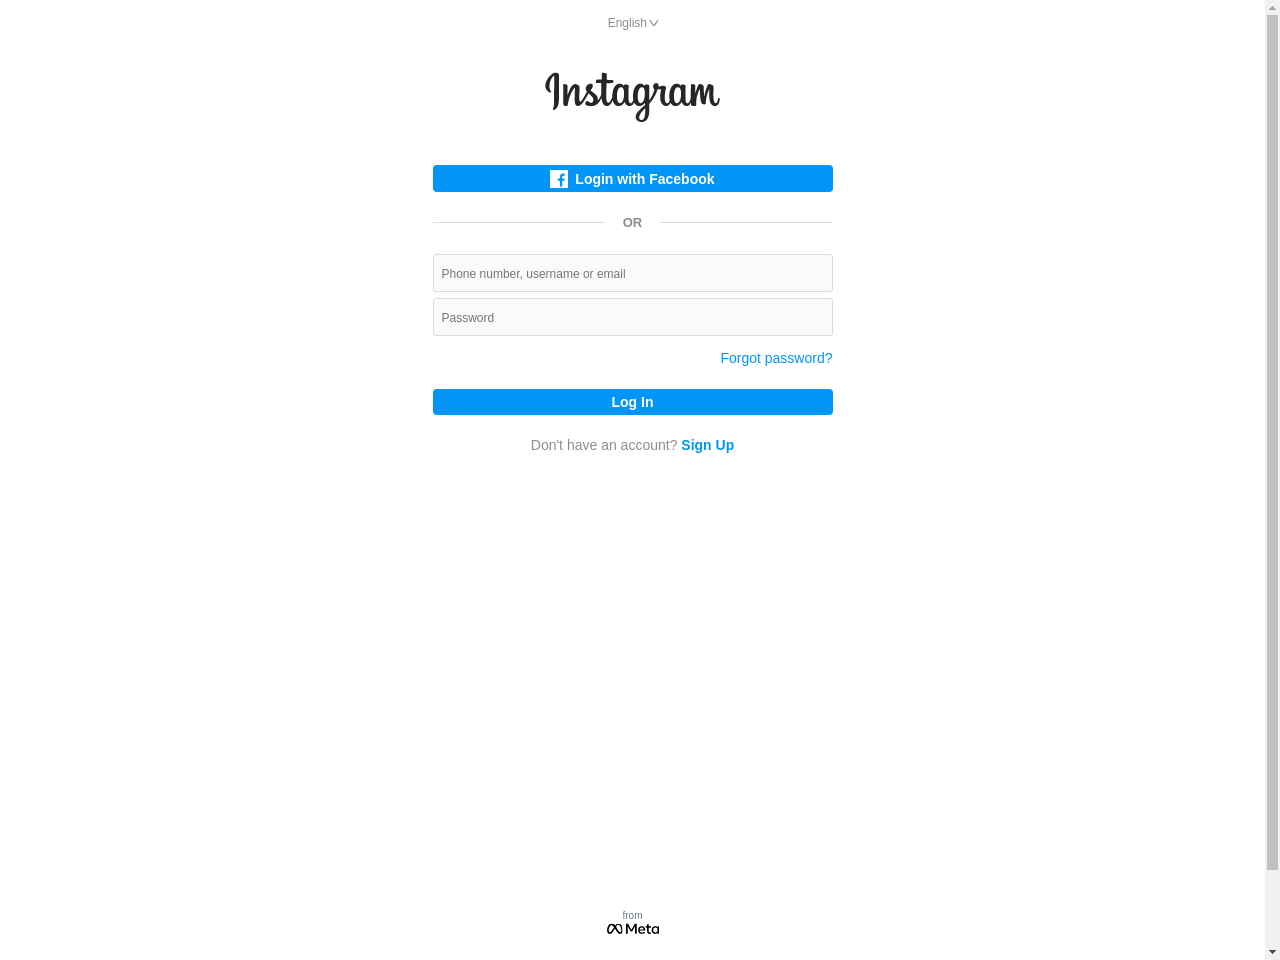 English
Instagram
Login with Facebook
OR
Phone number, username or email
Password
Forgot password?
Log In
Don't have an account? Sign Up
from
Meta